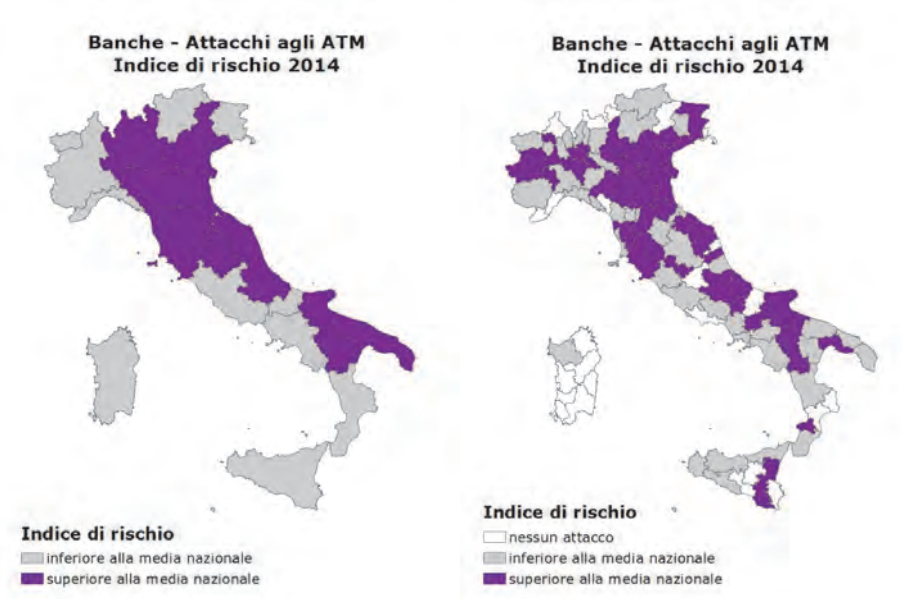 Banche - Attacchi agli ATM
Indice di rischio 2014
Indice di rischio
inferiore alla media nazionale
superiore alla media nazionale
Banche - Attacchi agli ATM
Indice di rischio 2014
Indice di rischio
nessun attacco
inferiore alla media nazionale
superiore alla media nazionale